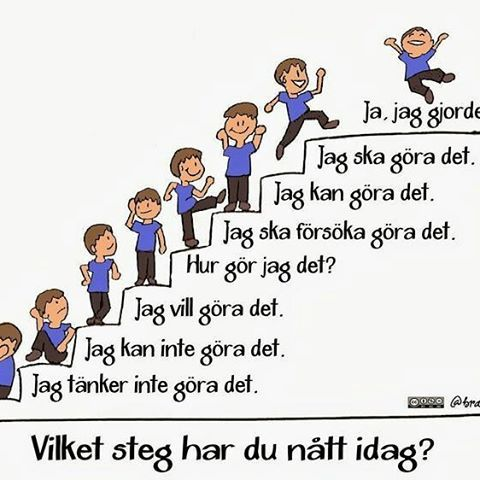 Ja, jag gjorde
Jag ska göra det.
Jag kan göra det.
Jag ska försöka göra det.
Hur gör jag det?
Jag vill göra det.
Jag kan inte göra det.
Jag tänker inte göra det.
Vilket steg har du nått idag?